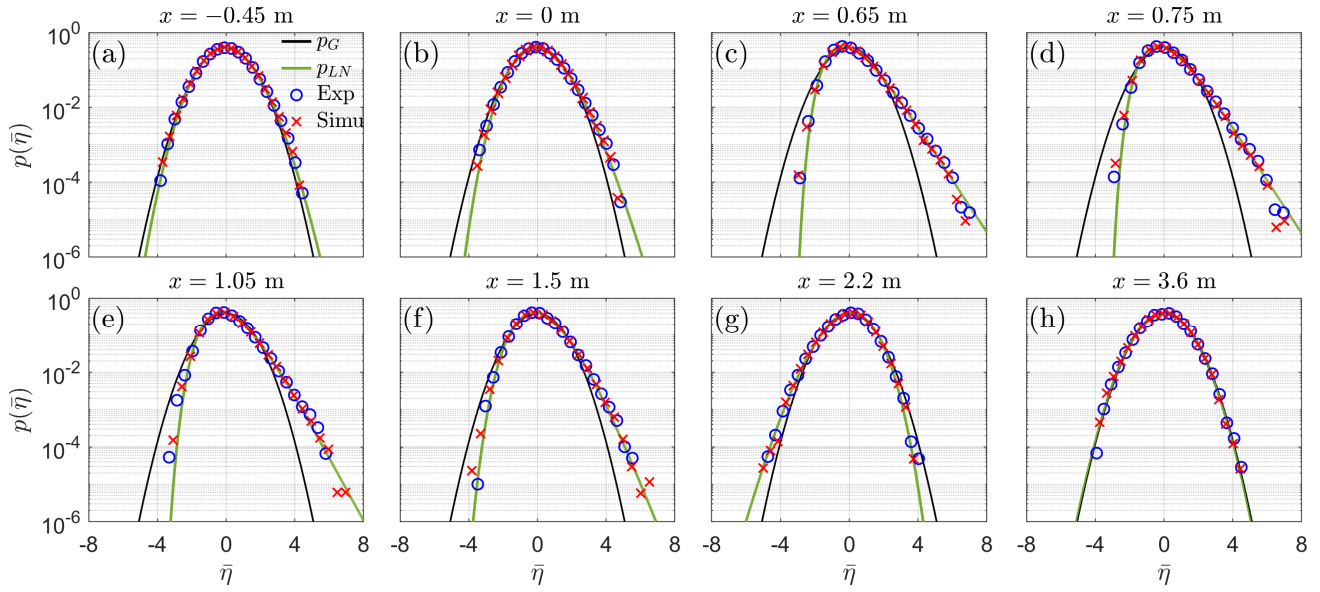 x = −0.45 m
x = 0 m
x = 0.65 m
x = 0.75 m
(a)
(b)
(c)
(d)
p_G
p_LN
Exp
Simu
p(η̄)
10^0
10^-2
10^-4
10^-6
x = 1.05 m
x = 1.5 m
x = 2.2 m
x = 3.6 m
(e)
(f)
(g)
(h)
p(η̄)
10^0
10^-2
10^-4
10^-6
-8 -4 0 4 8
-8 -4 0 4 8
-8 -4 0 4 8
-8 -4 0 4 8
η̄
η̄
η̄
η̄